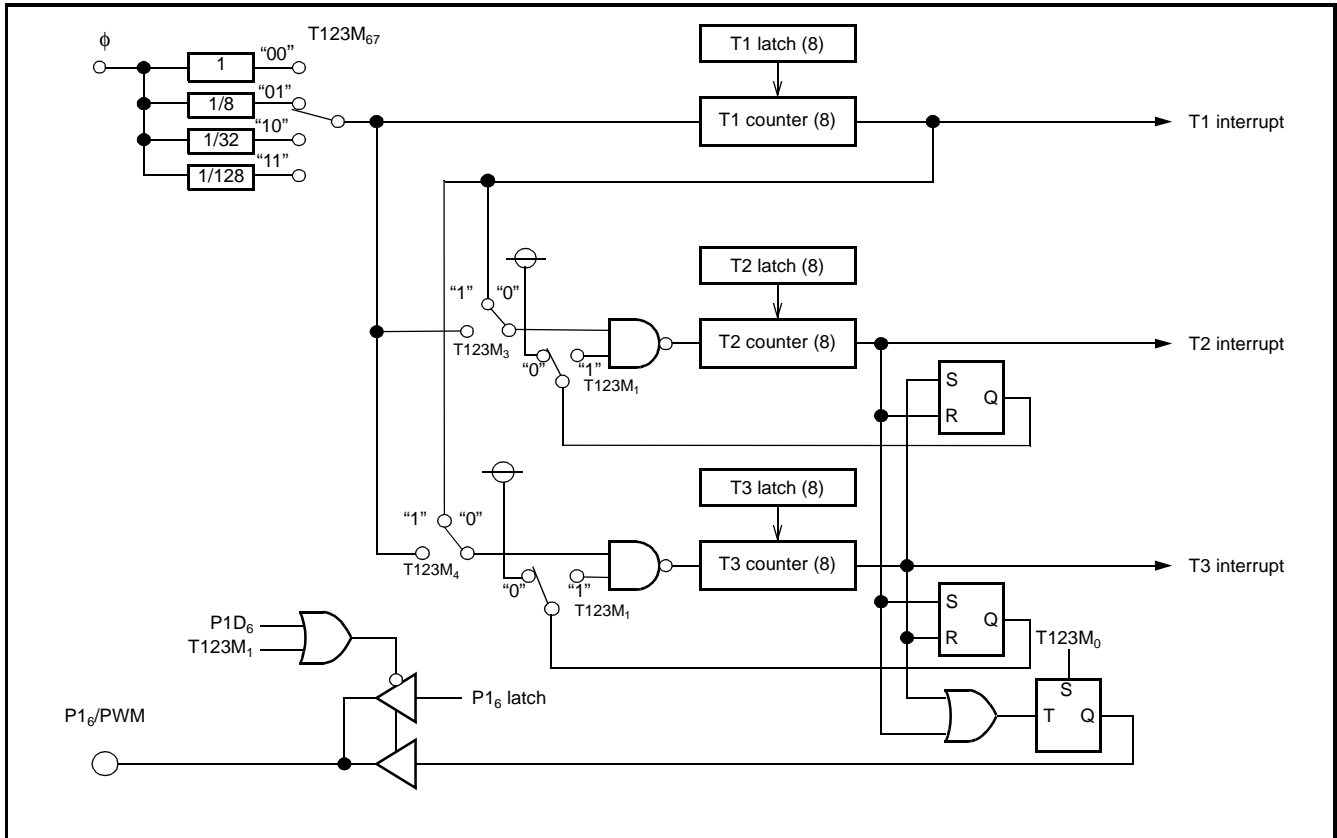 ϕ
T123M₆₇
1
“00”
1/8
“01”
1/32
“10”
1/128
“11”
T1 latch (8)
T1 counter (8)
T1 interrupt
T2 latch (8)
“1”
“0”
T123M₃
“0”
“1”
T123M₁
T2 counter (8)
T2 interrupt
S
R
Q
T3 latch (8)
“1”
“0”
T123M₄
“0”
“1”
T123M₁
T3 counter (8)
T3 interrupt
S
R
Q
P1D₆
T123M₁
T123M₀
P1₆ latch
S
T
Q
P1₆/PWM